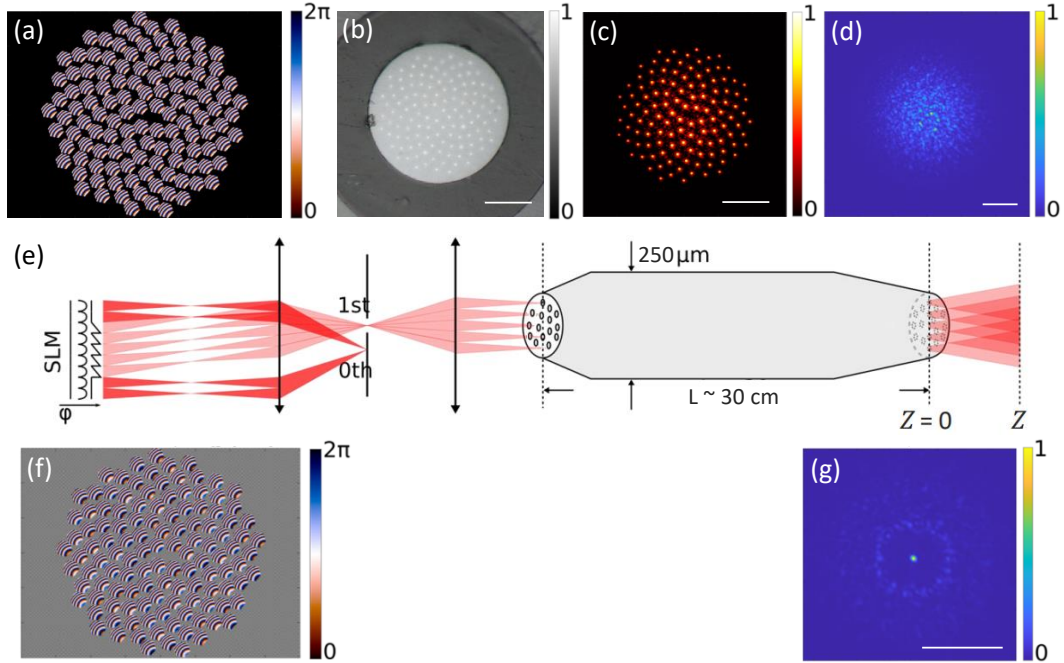 (a)
2π
0
(b)
1
0
(c)
1
0
(d)
1
0
(e)
SLM
φ
1st
0th
250 μm
L ~ 30 cm
Z = 0
Z
(f)
2π
0
(g)
1
0